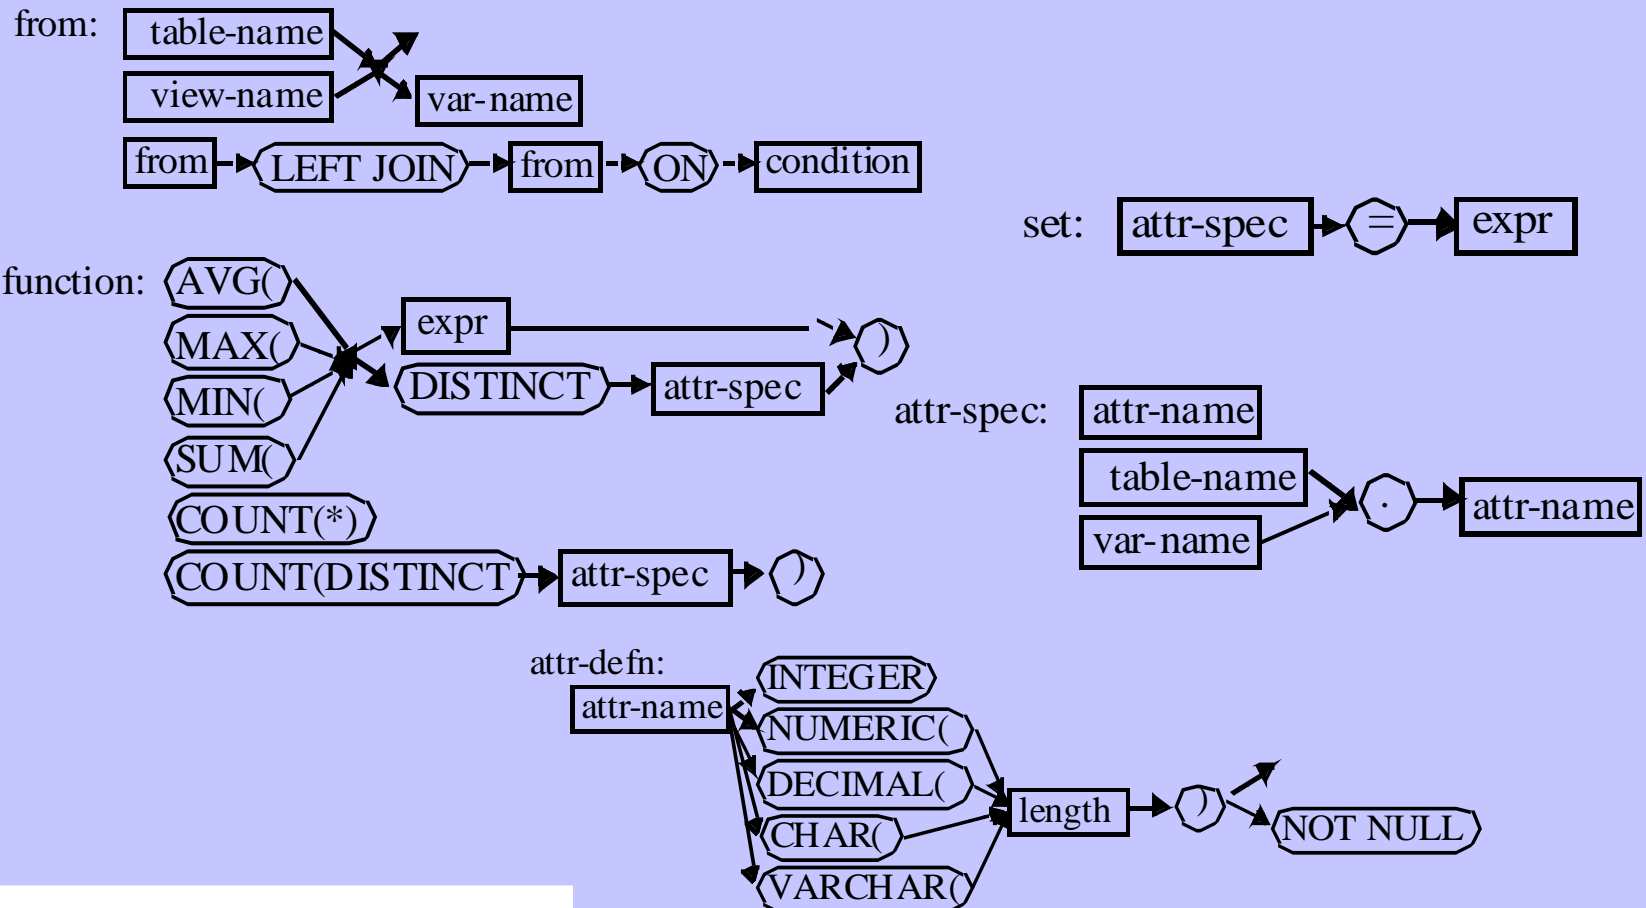 from: table-name
view-name var-name
from LEFT JOIN from ON condition
set: attr-spec = expr
function: AVG(
MAX( expr )
MIN( DISTINCT attr-spec
SUM(
COUNT(*)
COUNT(DISTINCT attr-spec )
attr-spec: attr-name
table-name . attr-name
var-name
attr-defn:
attr-name INTEGER
NUMERIC(
DECIMAL( length )
CHAR( NOT NULL
VARCHAR(